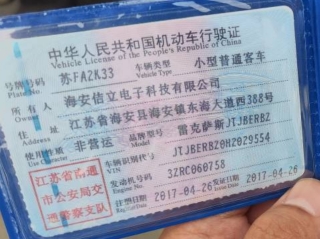 中华人民共和国机动车行驶证
Vehicle License of the People's Republic of China
号牌号码 苏FA2K33 车辆类型 小型普通客车
Plate No. Vehicle Type
所有人 海安信立电子科技有限公司
Owner
住址 江苏省海安县海安镇东海大道西388号
Address
使用性质 非营运 品牌型号 雷克萨斯JTJBERBZ
Use Character Model
车辆识别代号 JTJBERBZ0H2029554
VIN
江苏省南通市公安局交通警察支队
发动机号码 3ZRC060758
Engine No.
注册日期 2017-04-26 发证日期 2017-04-26
Register Date Issue Date